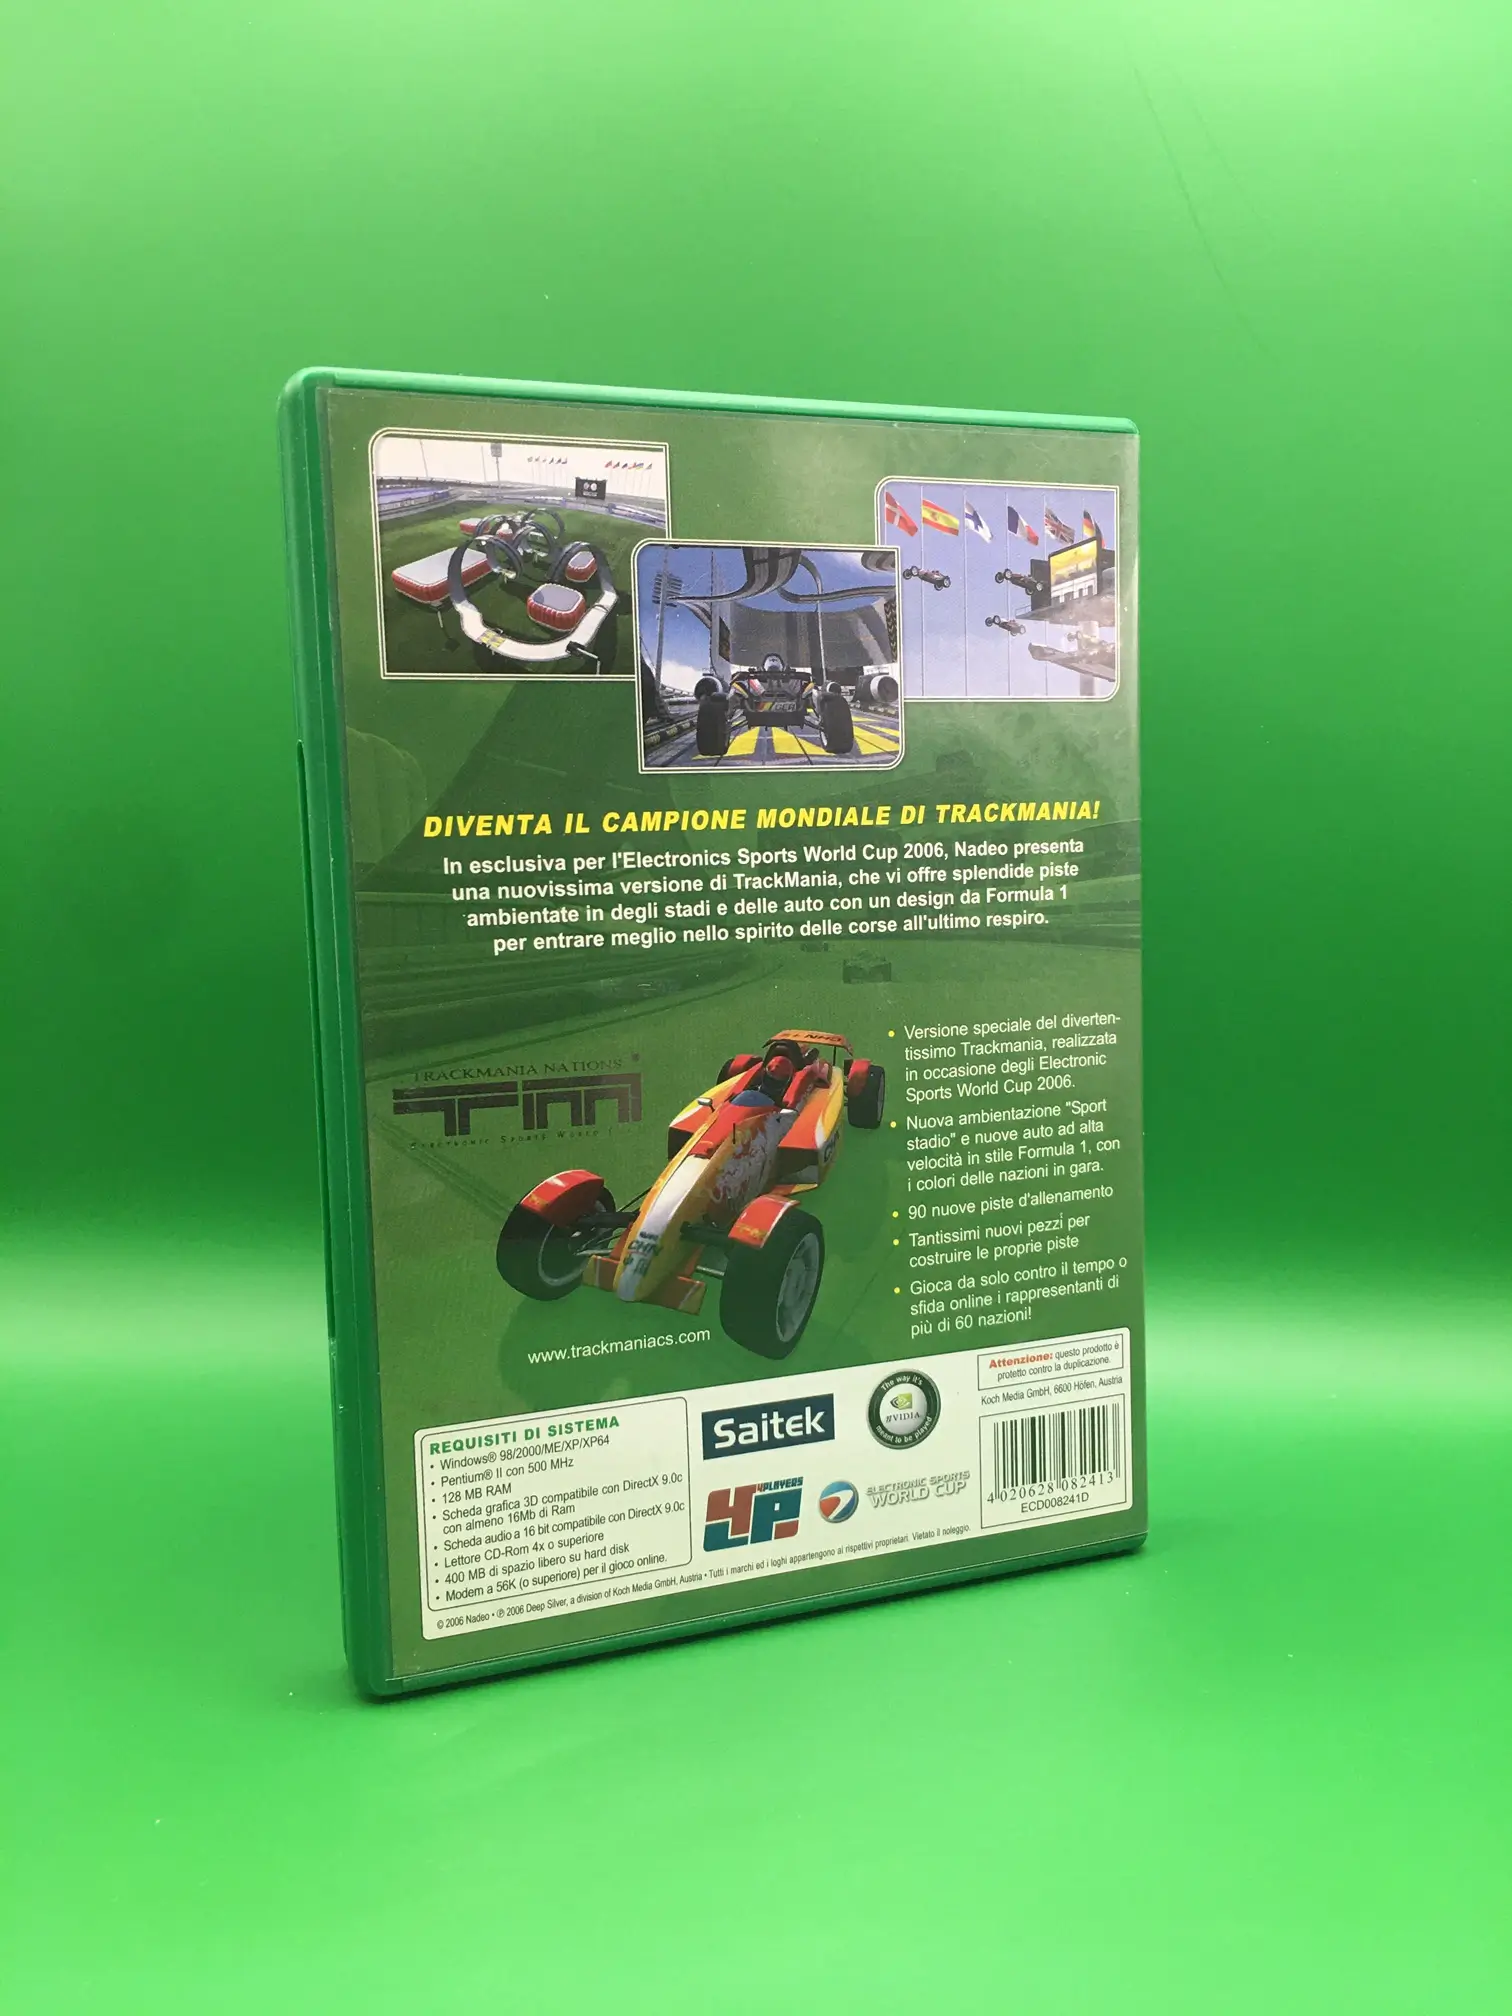 DIVENTA IL CAMPIONE MONDIALE DI TRACKMANIA!
In esclusiva per l'Electronics Sports World Cup 2006, Nadeo presenta
una nuovissima versione di TrackMania, che vi offre splendide piste
ambientate in degli stadi e delle auto con un design da Formula 1
per entrare meglio nello spirito delle corse all'ultimo respiro.
TRACKMANIA NATIONS
TM
• Versione speciale del diverten-
tissimo Trackmania, realizzata
in occasione degli Electronic
Sports World Cup 2006.
• Nuova ambientazione "Sport
stadio" e nuove auto ad alta
velocità in stile Formula 1, con
i colori delle nazioni in gara.
• 90 nuove piste d'allenamento
• Tantissimi nuovi pezzi per
costruire le proprie piste
• Gioca da solo contro il tempo o
sfida online i rappresentanti di
più di 60 nazioni!
www.trackmaniacs.com
REQUISITI DI SISTEMA
• Windows® 98/2000/ME/XP/XP64
• Pentium® II con 500 MHz
• 128 MB RAM
• Scheda grafica 3D compatibile con DirectX 9.0c
con almeno 16Mb di Ram
• Scheda audio a 16 bit compatibile con DirectX 9.0c
• Lettore CD-Rom 4x o superiore
• 400 MB di spazio libero su hard disk
• Modem a 56K (o superiore) per il gioco online.
Saitek
The way it's
NVIDIA
meant to be played
4PLAYERS
4P
ELECTRONIC SPORTS
WORLD CUP
Attenzione: questo prodotto è
protetto contro la duplicazione.
Koch Media GmbH, 6600 Höfen, Austria
4 020628 082413
ECD008241D
© 2006 Nadeo • ℗ 2006 Deep Silver, a division of Koch Media GmbH, Austria • Tutti i marchi ed i loghi appartengono ai rispettivi proprietari. Vietato il noleggio.